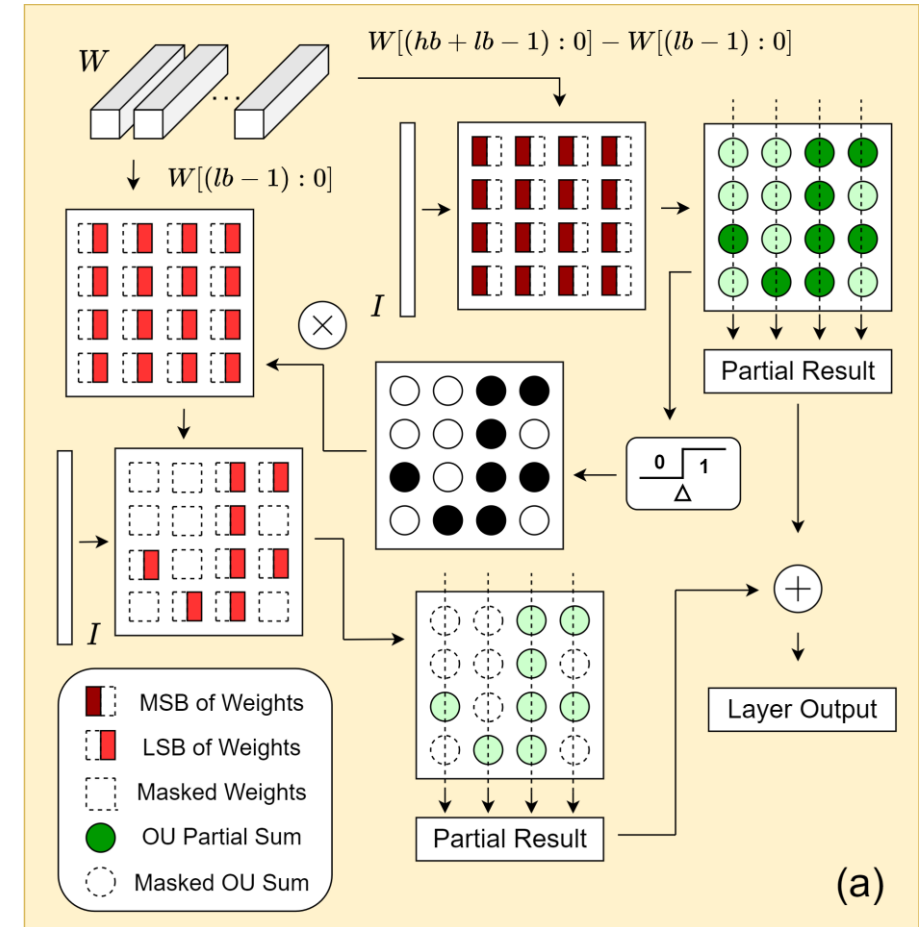 W
W[(hb + lb − 1) : 0] − W[(lb − 1) : 0]
W[(lb − 1) : 0]
...
I
Partial Result
0 1
Δ
I
MSB of Weights
LSB of Weights
Masked Weights
OU Partial Sum
Masked OU Sum
Partial Result
Layer Output
(a)